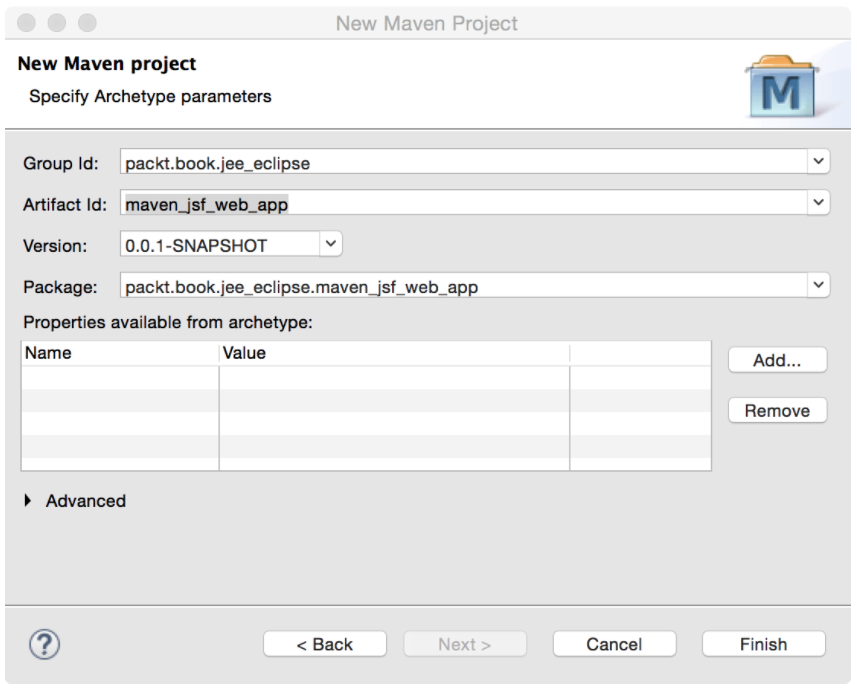 New Maven Project
New Maven project
Specify Archetype parameters
M
Group Id: packt.book.jee_eclipse
Artifact Id: maven_jsf_web_app
Version: 0.0.1-SNAPSHOT
Package: packt.book.jee_eclipse.maven_jsf_web_app
Properties available from archetype:
Name Value
Add...
Remove
Advanced
? < Back Next > Cancel Finish